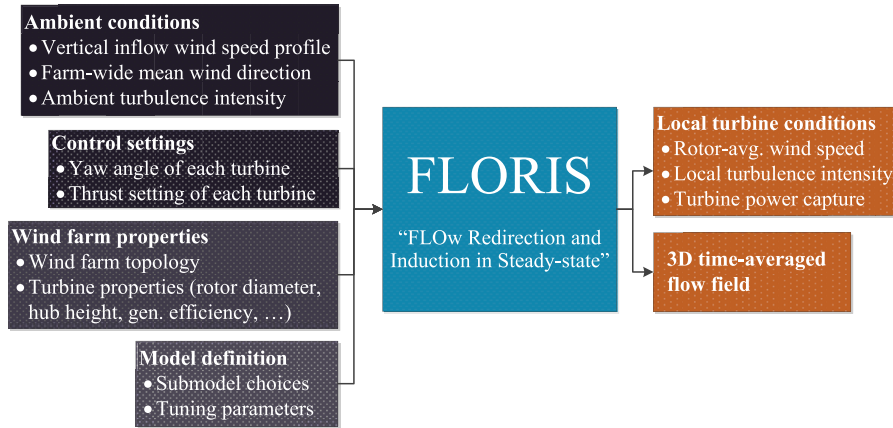 Ambient conditions
• Vertical inflow wind speed profile
• Farm-wide mean wind direction
• Ambient turbulence intensity
Control settings
• Yaw angle of each turbine
• Thrust setting of each turbine
Wind farm properties
• Wind farm topology
• Turbine properties (rotor diameter,
hub height, gen. efficiency, …)
Model definition
• Submodel choices
• Tuning parameters
FLORIS
“FLOw Redirection and
Induction in Steady-state”
Local turbine conditions
• Rotor-avg. wind speed
• Local turbulence intensity
• Turbine power capture
3D time-averaged
flow field